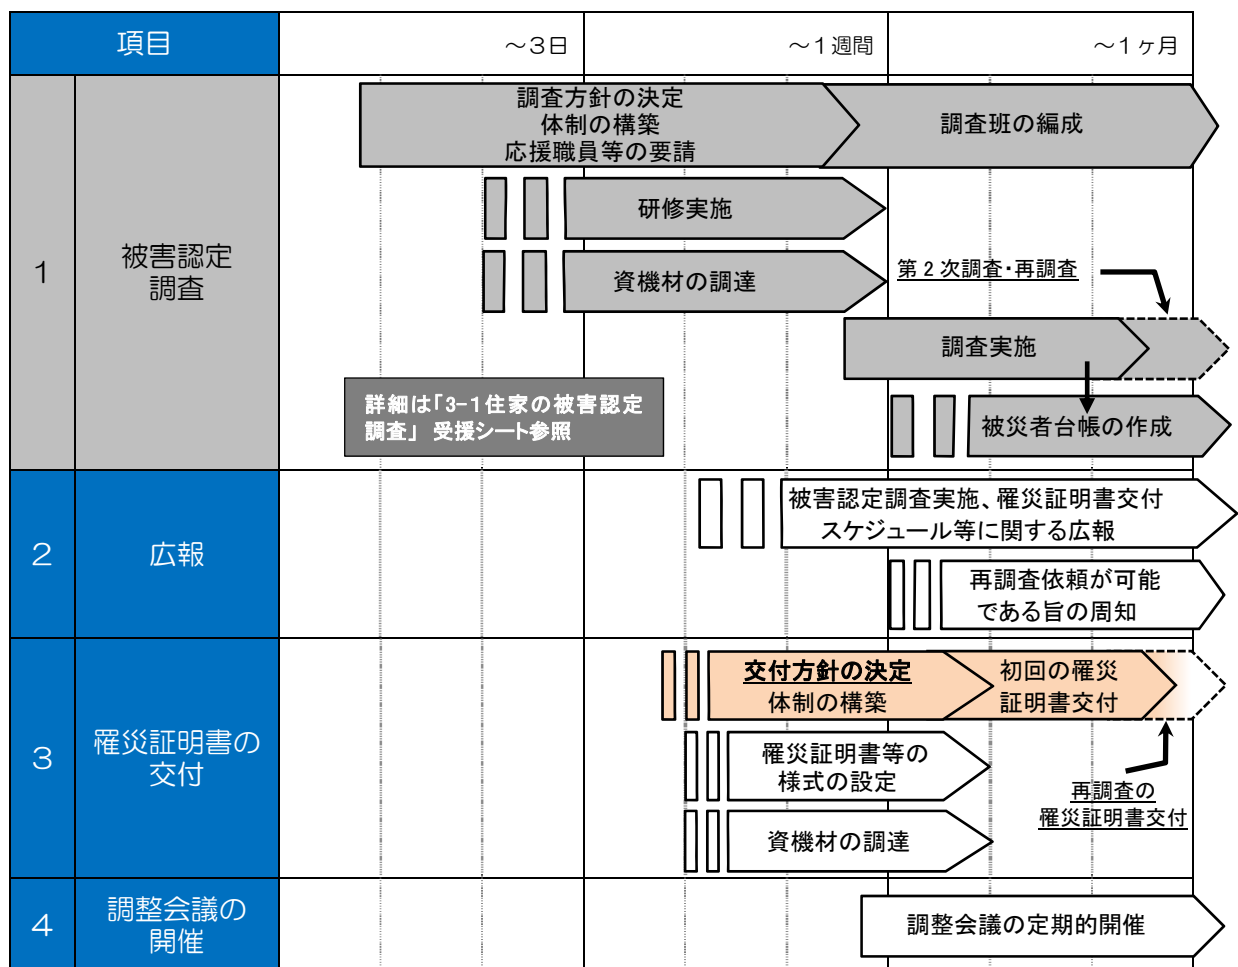 項目
～3日
～1週間
～1ヶ月
1
被害認定
調査
調査方針の決定
体制の構築
応援職員等の要請
調査班の編成
研修実施
資機材の調達
第2次調査・再調査
調査実施
詳細は「3-1住家の被害認定
調査」 受援シート参照
被災者台帳の作成
2
広報
被害認定調査実施、罹災証明書交付
スケジュール等に関する広報
再調査依頼が可能
である旨の周知
3
罹災証明書の
交付
交付方針の決定
体制の構築
初回の罹災
証明書交付
罹災証明書等の
様式の設定
再調査の
罹災証明書交付
資機材の調達
4
調整会議の
開催
調整会議の定期的開催